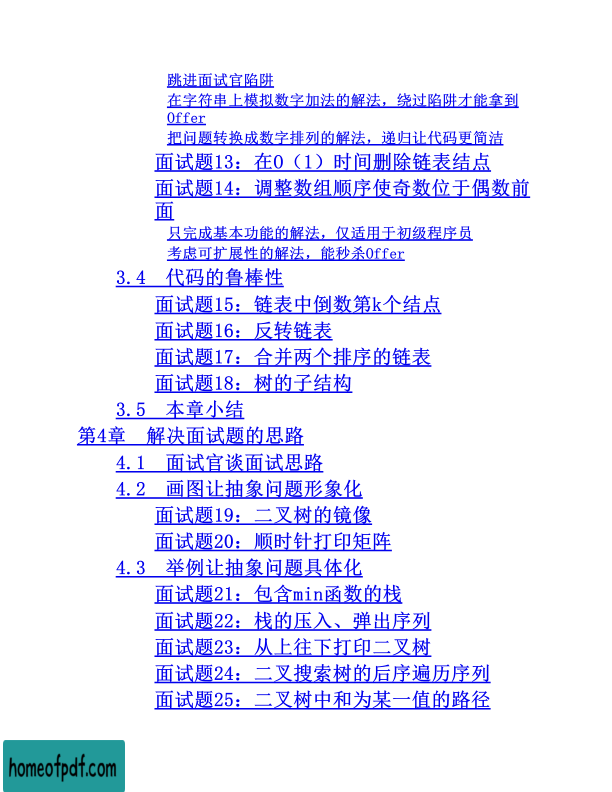 跳进面试官陷阱
在字符串上模拟数字加法的解法，绕过陷阱才能拿到
Offer
把问题转换成数字排列的解法，递归让代码更简洁
面试题13：在O（1）时间删除链表结点
面试题14：调整数组顺序使奇数位于偶数前
面
只完成基本功能的解法，仅适用于初级程序员
考虑可扩展性的解法，能秒杀Offer
3.4 代码的鲁棒性
面试题15：链表中倒数第k个结点
面试题16：反转链表
面试题17：合并两个排序的链表
面试题18：树的子结构
3.5 本章小结
第4章 解决面试题的思路
4.1 面试官谈面试思路
4.2 画图让抽象问题形象化
面试题19：二叉树的镜像
面试题20：顺时针打印矩阵
4.3 举例让抽象问题具体化
面试题21：包含min函数的栈
面试题22：栈的压入、弹出序列
面试题23：从上往下打印二叉树
面试题24：二叉搜索树的后序遍历序列
面试题25：二叉树中和为某一值的路径
homeofpdf.com